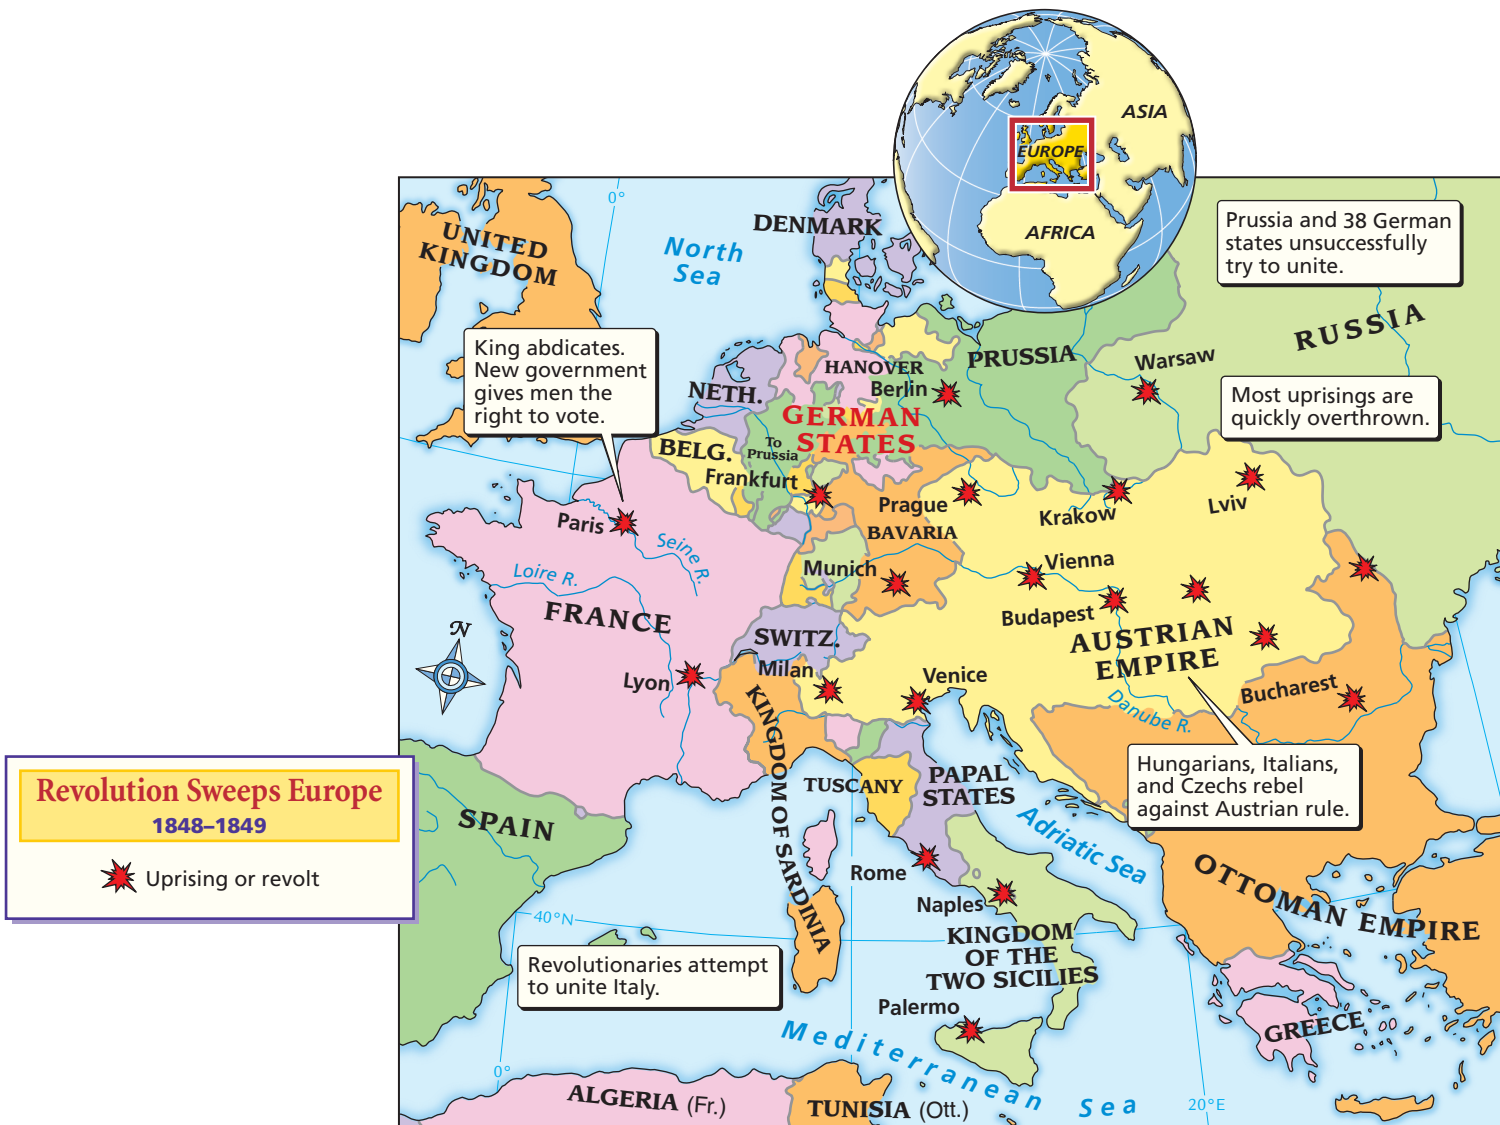 ASIA
EUROPE
AFRICA
0°
UNITED
KINGDOM
North
Sea
DENMARK
Prussia and 38 German
states unsuccessfully
try to unite.
RUSSIA
King abdicates.
New government
gives men the
right to vote.
NETH.
HANOVER
Berlin
PRUSSIA
Warsaw
Most uprisings are
quickly overthrown.
GERMAN
STATES
To
Prussia
BELG.
Frankfurt
Prague
BAVARIA
Krakow
Lviv
Paris
Seine R.
Loire R.
Munich
Vienna
Budapest
FRANCE
AUSTRIAN
EMPIRE
N
SWITZ.
Milan
Venice
Lyon
Bucharest
Danube R.
KINGDOM OF SARDINIA
Hungarians, Italians,
and Czechs rebel
against Austrian rule.
Revolution Sweeps Europe
1848–1849
Uprising or revolt
TUSCANY
PAPAL
STATES
SPAIN
Adriatic Sea
Rome
OTTOMAN EMPIRE
Naples
40°N
KINGDOM
OF THE
TWO SICILIES
Revolutionaries attempt
to unite Italy.
Palermo
GREECE
Mediterranean Sea
0°
20°E
ALGERIA (Fr.)
TUNISIA (Ott.)